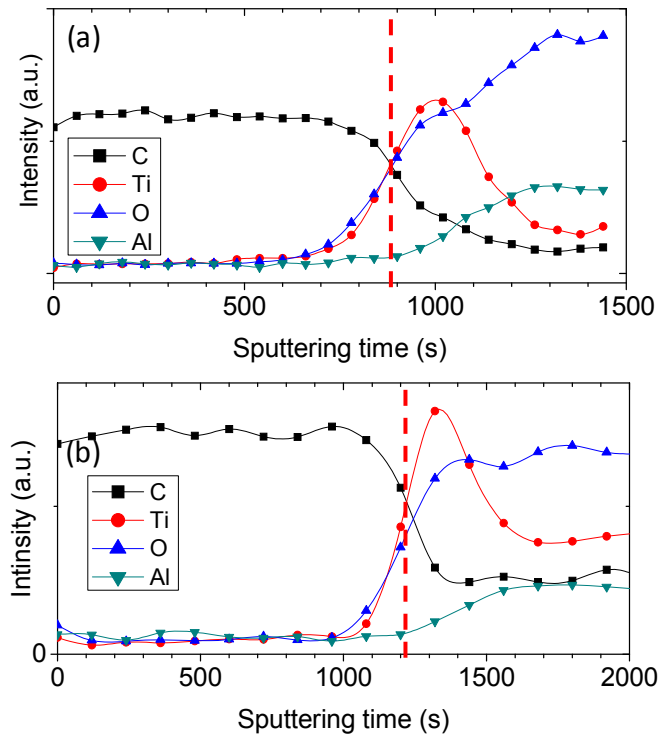 (a)
Intensity (a.u.)
C
Ti
O
Al
0 500 1000 1500
Sputtering time (s)
(b)
Intinsity (a.u.)
C
Ti
O
Al
0
0 500 1000 1500 2000
Sputtering time (s)